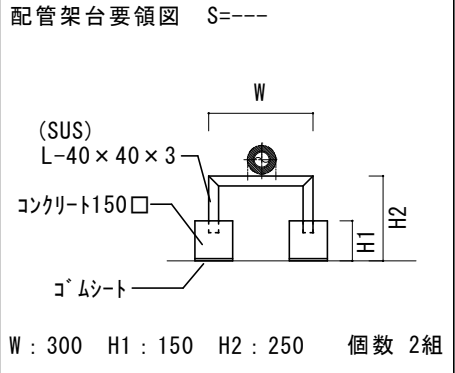 配管架台要領図 S=---
W
(SUS)
L-40×40×3
コンクリート150□
H1
H2
ゴムシート
W : 300 H1 : 150 H2 : 250 個数 2組